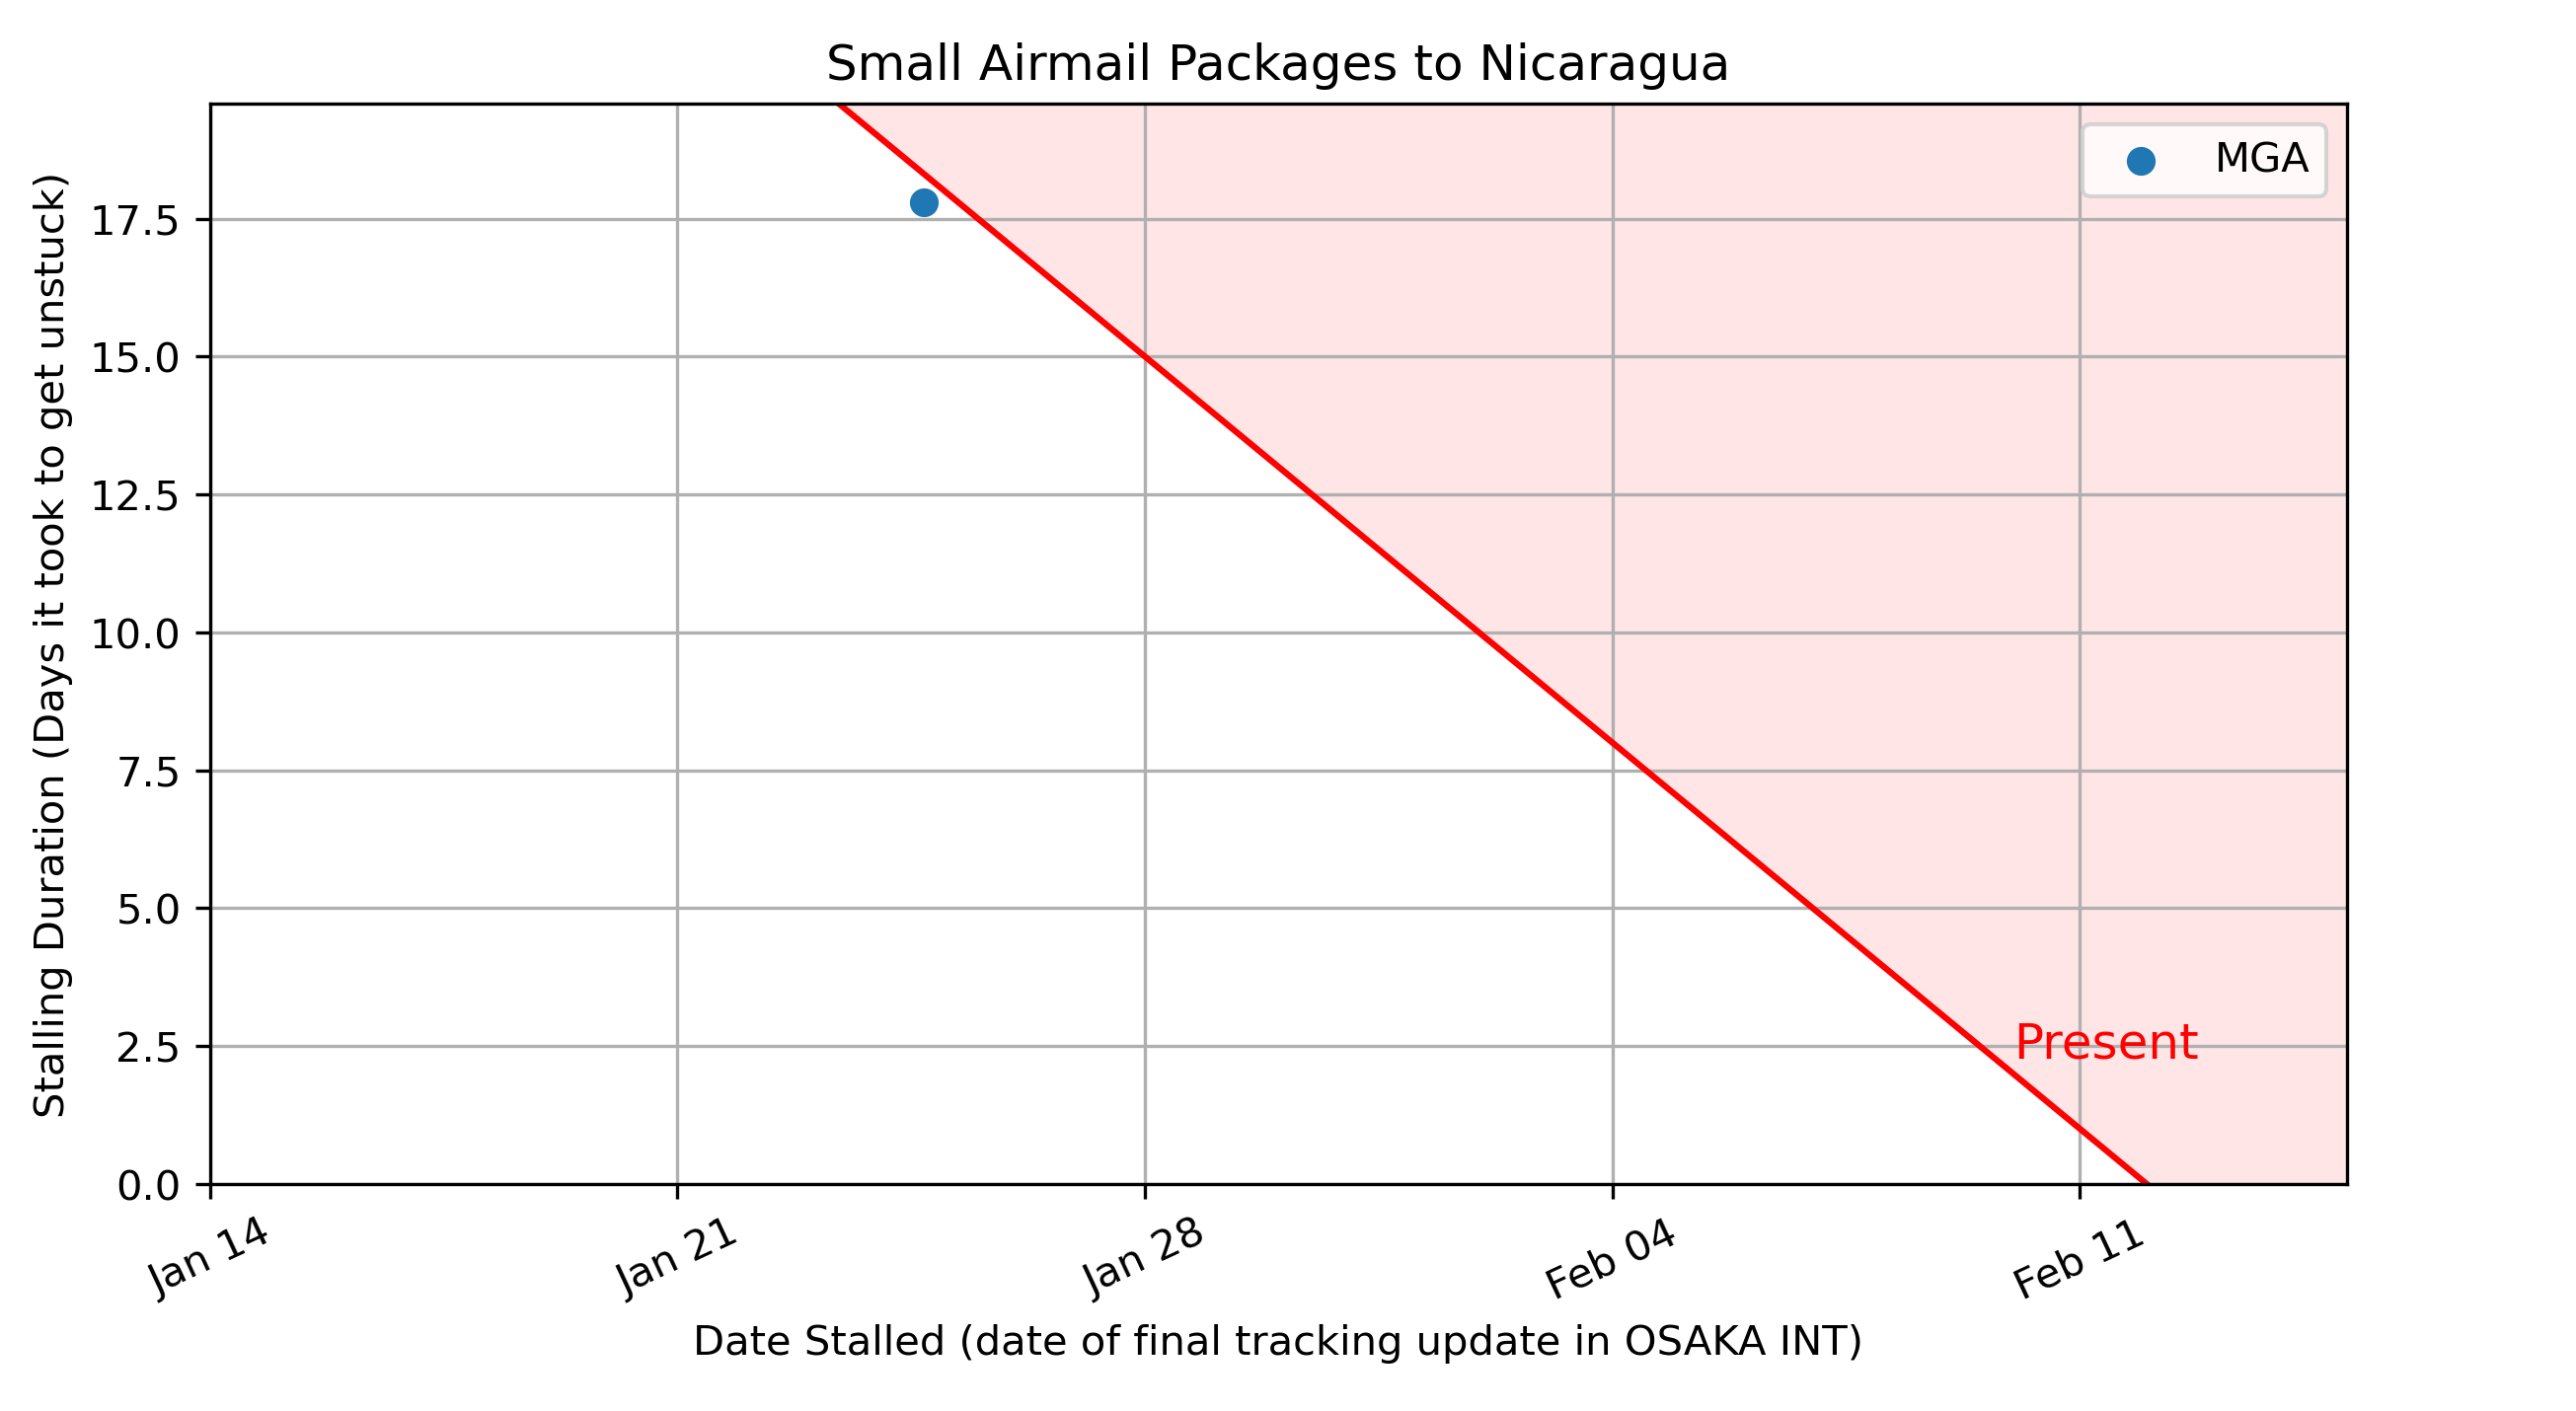 Small Airmail Packages to Nicaragua
MGA
Stalling Duration (Days it took to get unstuck)
17.5
15.0
12.5
10.0
7.5
5.0
2.5
0.0
Present
Jan 14
Jan 21
Jan 28
Feb 04
Feb 11
Date Stalled (date of final tracking update in OSAKA INT)